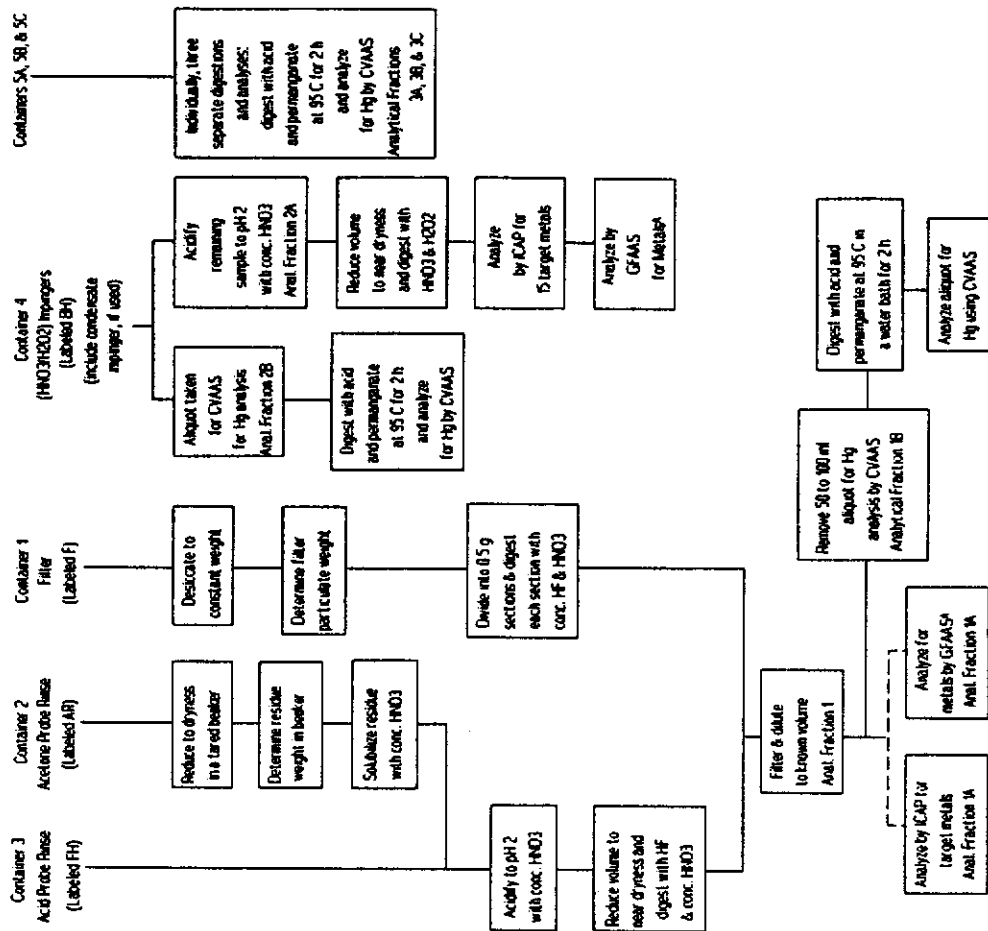 Container 3
Acid Probe Rinse
(Labeled FH)
Acidify to pH 2
with conc. HNO3
Reduce volume to
near dryness and
digest with HF
& conc. HNO3
Container 2
Acetone Probe Rinse
(Labeled AR)
Reduce to dryness
in a tared beaker
Determine residue
weight in beaker
Solubilize residue
with conc. HNO3
Container 1
Filter
(Labeled F)
Desiccate to
constant weight
Determine filter
particulate weight
Divide into 0.5 g
sections & digest
each section with
conc. HF & HNO3
Filter & dilute
to known volume
Anal. Fraction 1
Analyze by ICAP for
target metals
Anal. Fraction 1A
Analyze for
metals by GFAASA
Anal. Fraction 1A
Remove 50 to 100 ml
aliquot for Hg
analysis by CVAAS
Analytical Fraction 1B
Digest with acid and
permanganate at 95 C in
a water bath for 2 h
Analyze aliquot for
Hg using CVAAS
Container 4
(HNO3/H2O2) Impingers
(Labeled BH)
(include condensate
impinger, if used)
Aliquot taken
for CVAAS
for Hg analysis
Anal. Fraction 2B
Digest with acid
and permanganate
at 95 C for 2 h
and analyze
for Hg by CVAAS
Acidify
remaining
sample to pH 2
with conc. HNO3
Anal. Fraction 2A
Reduce volume
to near dryness
and digest with
HNO3 & H2O2
Analyze
by ICAP for
15 target metals
Analyze by
GFAAS
for MetalsA
Containers 5A, 5B, & 5C
Individually, three
separate digestions
and analyses:
digest with acid
and permanganate
at 95 C for 2 h
and analyze
for Hg by CVAAS
Analytical Fractions
3A, 3B, & 3C